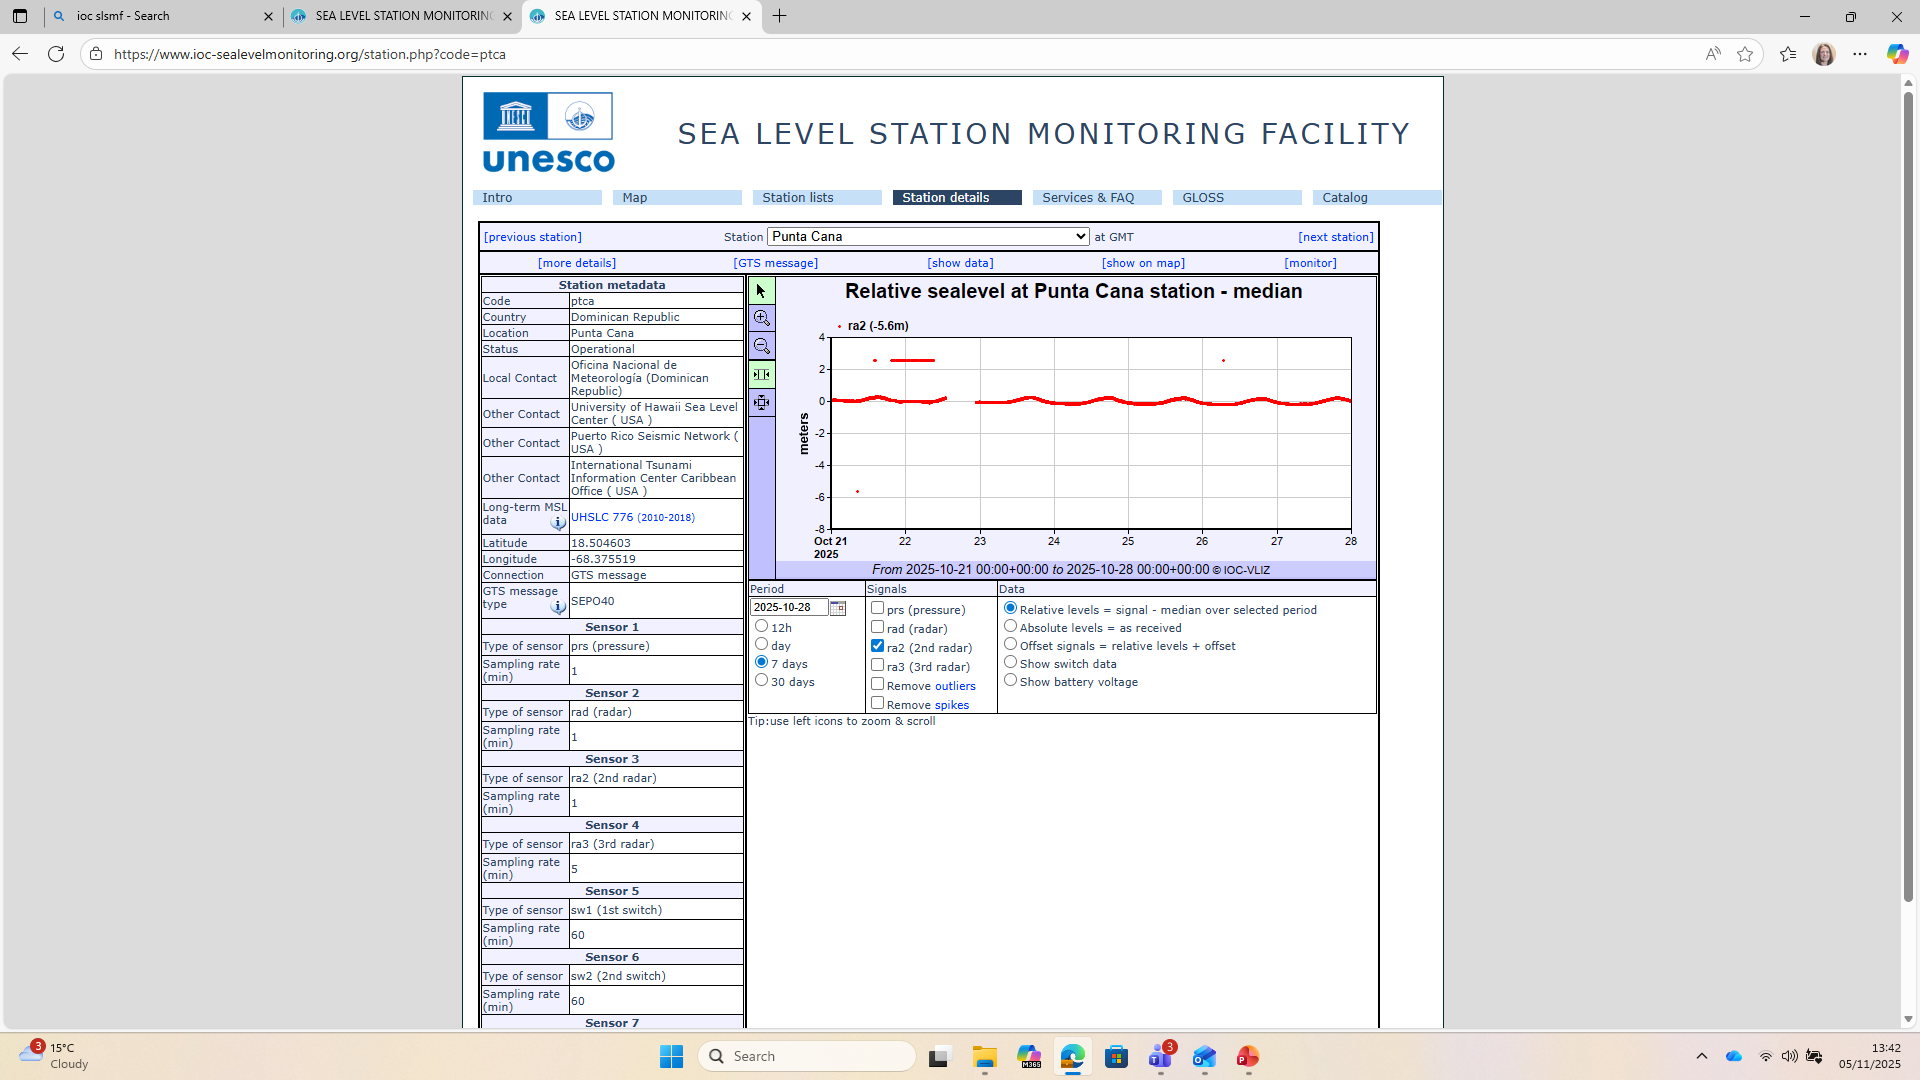 ioc slsmf - Search
SEA LEVEL STATION MONITORING
SEA LEVEL STATION MONITORING
https://www.ioc-sealevelmonitoring.org/station.php?code=ptca
unesco
SEA LEVEL STATION MONITORING FACILITY
Intro
Map
Station lists
Station details
Services & FAQ
GLOSS
Catalog
[previous station]
Station Punta Cana at GMT
[next station]
[more details]
[GTS message]
[show data]
[show on map]
[monitor]
Station metadata
Code ptca
Country Dominican Republic
Location Punta Cana
Status Operational
Local Contact Oficina Nacional de
Meteorología (Dominican
Republic)
Other Contact University of Hawaii Sea Level
Center ( USA )
Other Contact Puerto Rico Seismic Network (
USA )
Other Contact International Tsunami
Information Center Caribbean
Office ( USA )
Long-term MSL
data UHSLC 776 (2010-2018)
Latitude 18.504603
Longitude -68.375519
Connection GTS message
GTS message
type SEPO40
Sensor 1
Type of sensor prs (pressure)
Sampling rate
(min) 1
Sensor 2
Type of sensor rad (radar)
Sampling rate
(min) 1
Sensor 3
Type of sensor ra2 (2nd radar)
Sampling rate
(min) 1
Sensor 4
Type of sensor ra3 (3rd radar)
Sampling rate
(min) 5
Sensor 5
Type of sensor sw1 (1st switch)
Sampling rate
(min) 60
Sensor 6
Type of sensor sw2 (2nd switch)
Sampling rate
(min) 60
Sensor 7
Relative sealevel at Punta Cana station - median
ra2 (-5.6m)
meters
4
2
0
-2
-4
-6
-8
Oct 21 22 23 24 25 26 27 28
2025
From 2025-10-21 00:00+00:00 to 2025-10-28 00:00+00:00 © IOC-VLIZ
Period
2025-10-28
12h
day
7 days
30 days
Signals
prs (pressure)
rad (radar)
ra2 (2nd radar)
ra3 (3rd radar)
Remove outliers
Remove spikes
Data
Relative levels = signal - median over selected period
Absolute levels = as received
Offset signals = relative levels + offset
Show switch data
Show battery voltage
Tip:use left icons to zoom & scroll
3
15°C
Cloudy
Search
M365
3
13:42
05/11/2025